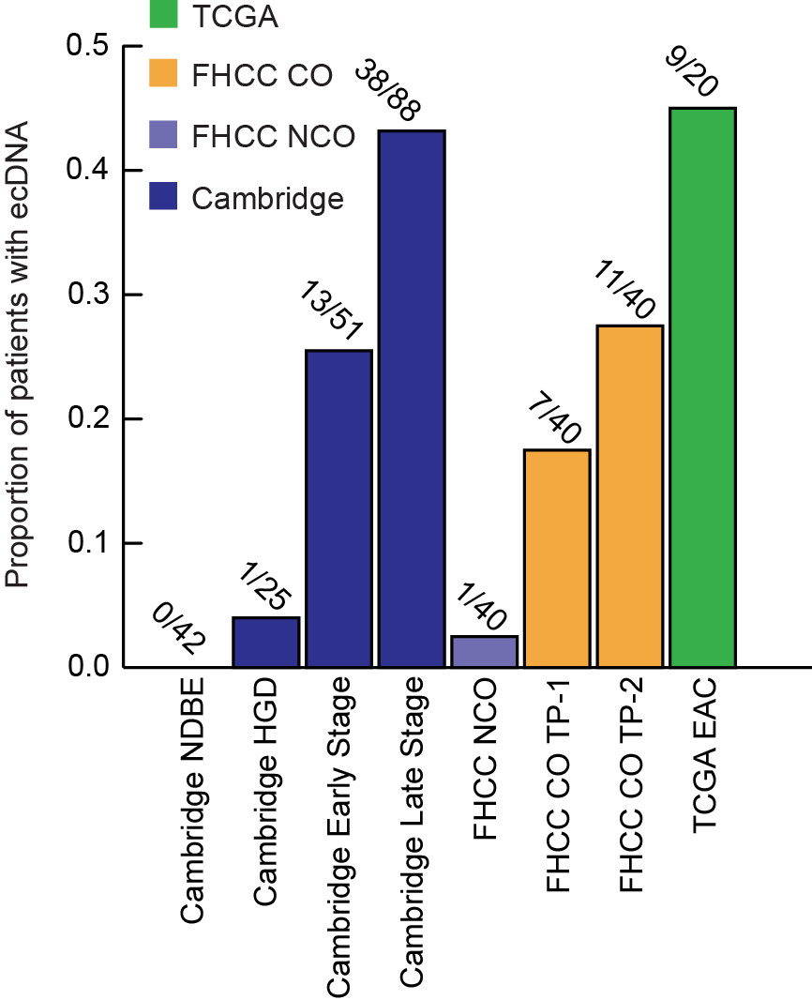 TCGA
FHCC CO
FHCC NCO
Cambridge
Proportion of patients with ecDNA
0.5
0.4
0.3
0.2
0.1
0.0
0/42
1/25
13/51
38/88
1/40
7/40
11/40
9/20
Cambridge NDBE
Cambridge HGD
Cambridge Early Stage
Cambridge Late Stage
FHCC NCO
FHCC CO TP-1
FHCC CO TP-2
TCGA EAC